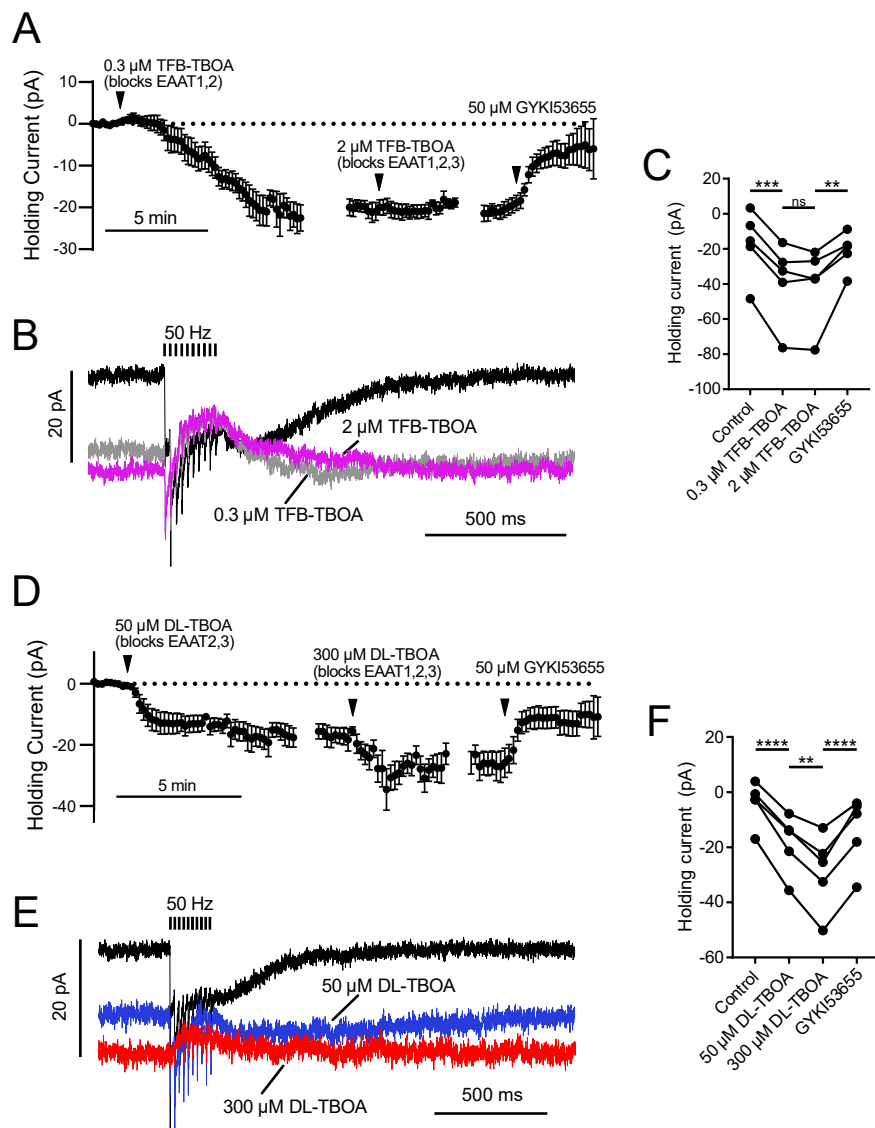 A
0.3 µM TFB-TBOA
(blocks EAAT1,2)
50 µM GYKI53655
2 µM TFB-TBOA
(blocks EAAT1,2,3)
Holding Current (pA)
10
0
-10
-20
-30
5 min
B
50 Hz
20 pA
2 µM TFB-TBOA
0.3 µM TFB-TBOA
500 ms
C
*** **
ns
Holding current (pA)
20
0
-20
-40
-60
-80
-100
Control
0.3 µM TFB-TBOA
2 µM TFB-TBOA
GYKI53655
D
50 µM DL-TBOA
(blocks EAAT2,3)
300 µM DL-TBOA
(blocks EAAT1,2,3)
50 µM GYKI53655
Holding Current (pA)
0
-20
-40
5 min
E
50 Hz
20 pA
50 µM DL-TBOA
300 µM DL-TBOA
500 ms
F
**** ****
**
Holding current (pA)
20
0
-20
-40
-60
Control
50 µM DL-TBOA
300 µM DL-TBOA
GYKI53655